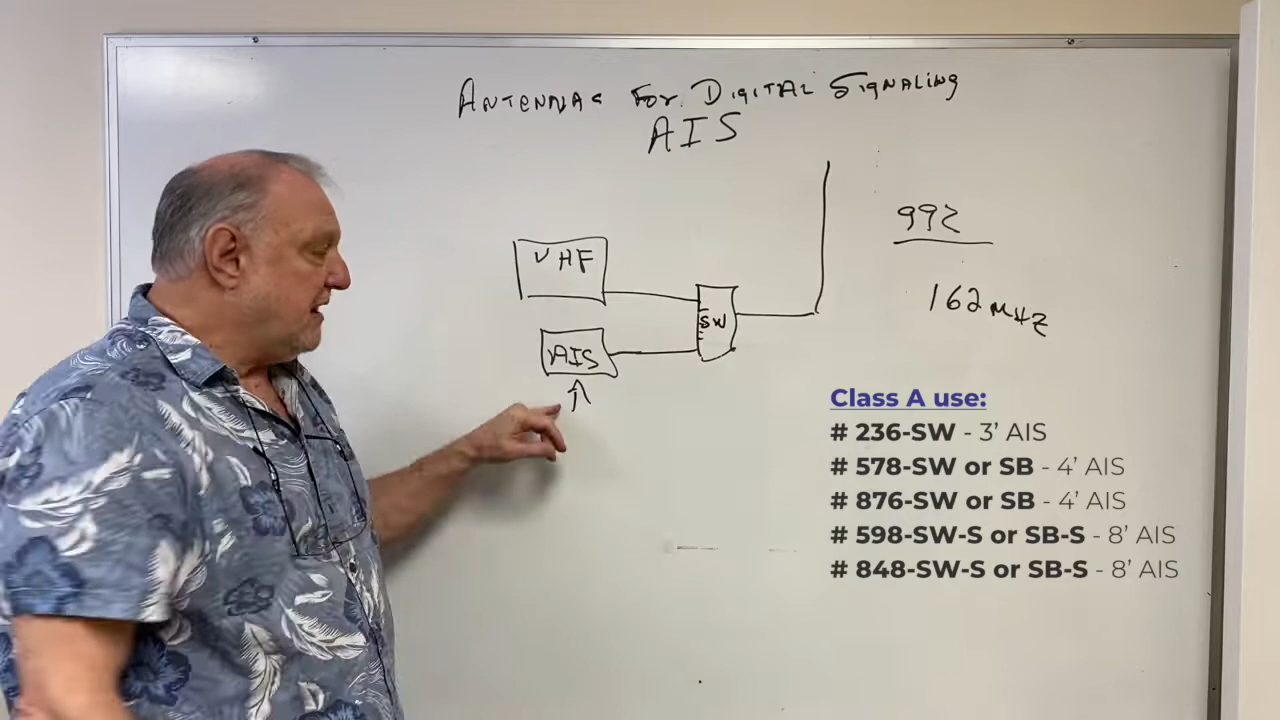 ANTENNAS FOR DIGITAL SIGNALING
AIS
VHF
AIS
SW
992
162 MHZ
Class A use:
# 236-SW - 3’ AIS
# 578-SW or SB - 4’ AIS
# 876-SW or SB - 4’ AIS
# 598-SW-S or SB-S - 8’ AIS
# 848-SW-S or SB-S - 8’ AIS